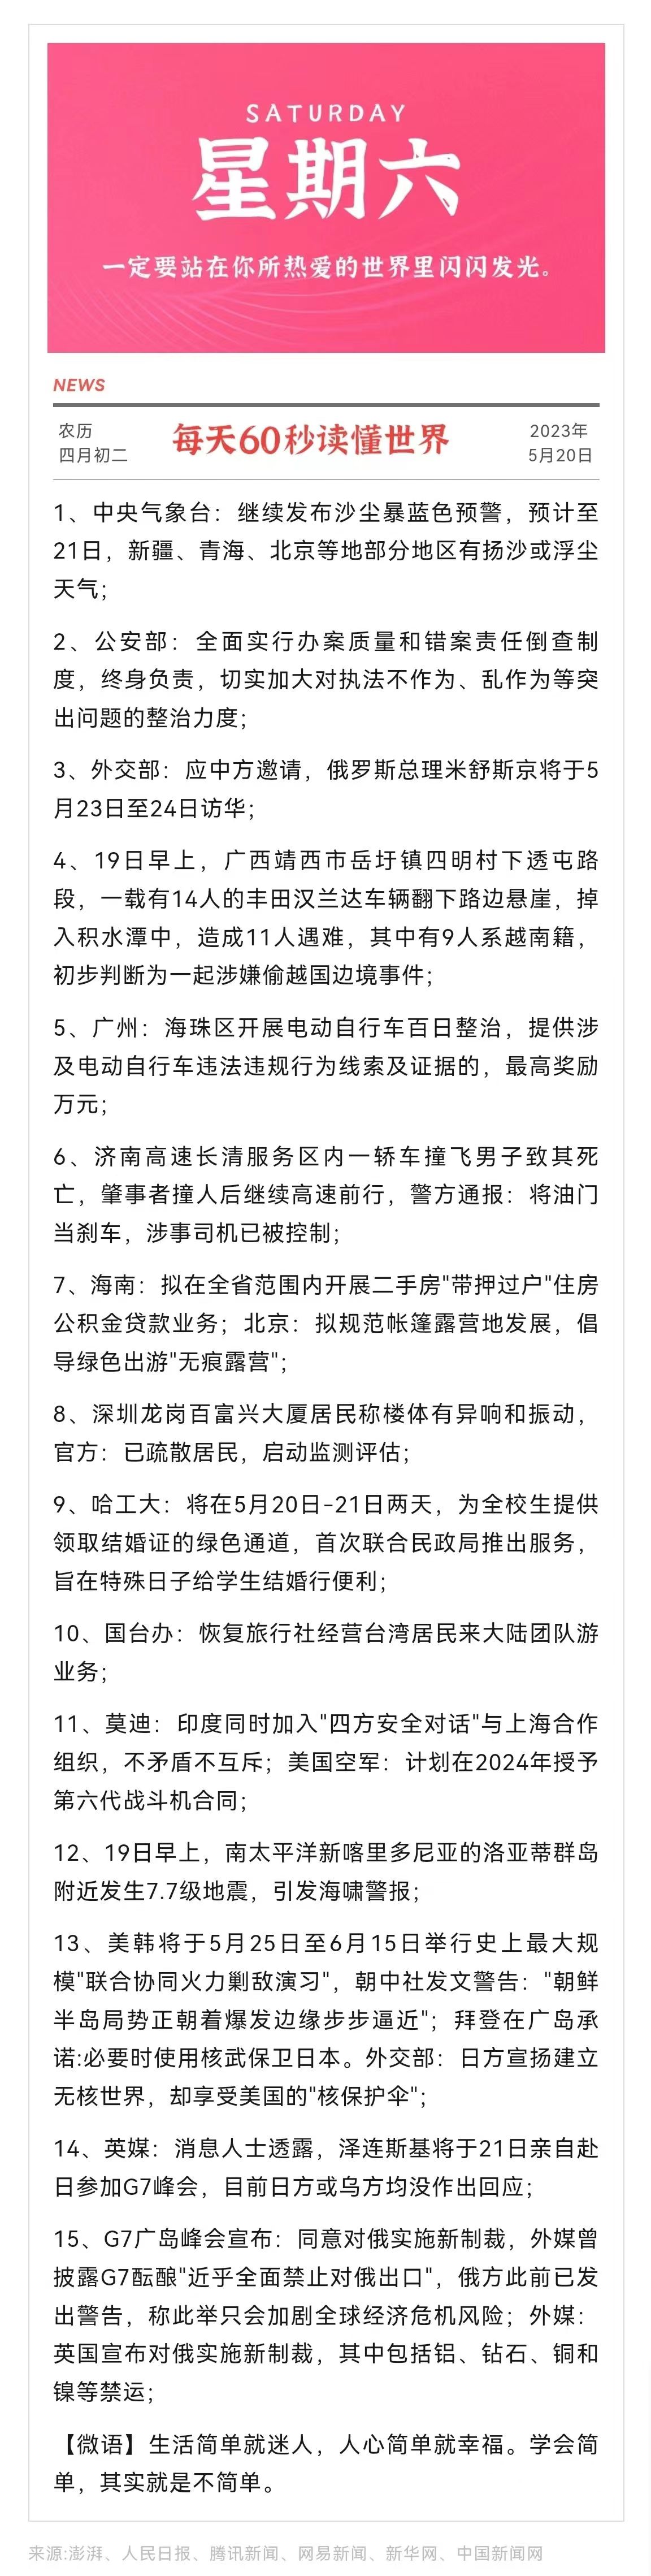 SATURDAY
星期六
一定要站在你所热爱的世界里闪闪发光。
NEWS
农历
四月初二
每天60秒读懂世界
2023年
5月20日
1、中央气象台：继续发布沙尘暴蓝色预警，预计至
21日，新疆、青海、北京等地部分地区有扬沙或浮尘
天气；
2、公安部：全面实行办案质量和错案责任倒查制
度，终身负责，切实加大对执法不作为、乱作为等突
出问题的整治力度；
3、外交部：应中方邀请，俄罗斯总理米舒斯京将于5
月23日至24日访华；
4、19日早上，广西靖西市岳圩镇四明村下透屯路
段，一载有14人的丰田汉兰达车辆翻下路边悬崖，掉
入积水潭中，造成11人遇难，其中有9人系越南籍，
初步判断为一起涉嫌偷越国边境事件；
5、广州：海珠区开展电动自行车百日整治，提供涉
及电动自行车违法违规行为线索及证据的，最高奖励
万元；
6、济南高速长清服务区内一轿车撞飞男子致其死
亡，肇事者撞人后继续高速前行，警方通报：将油门
当刹车，涉事司机已被控制；
7、海南：拟在全省范围内开展二手房"带押过户"住房
公积金贷款业务；北京：拟规范帐篷露营地发展，倡
导绿色出游"无痕露营"；
8、深圳龙岗百富兴大厦居民称楼体有异响和振动，
官方：已疏散居民，启动监测评估；
9、哈工大：将在5月20日-21日两天，为全校生提供
领取结婚证的绿色通道，首次联合民政局推出服务，
旨在特殊日子给学生结婚行便利；
10、国台办：恢复旅行社经营台湾居民来大陆团队游
业务；
11、莫迪：印度同时加入"四方安全对话"与上海合作
组织，不矛盾不互斥；美国空军：计划在2024年授予
第六代战斗机合同；
12、19日早上，南太平洋新喀里多尼亚的洛亚蒂群岛
附近发生7.7级地震，引发海啸警报；
13、美韩将于5月25日至6月15日举行史上最大规
模"联合协同火力剿敌演习"，朝中社发文警告："朝鲜
半岛局势正朝着爆发边缘步步逼近"；拜登在广岛承
诺:必要时使用核武保卫日本。外交部：日方宣扬建立
无核世界，却享受美国的"核保护伞"；
14、英媒：消息人士透露，泽连斯基将于21日亲自赴
日参加G7峰会，目前日方或乌方均没作出回应；
15、G7广岛峰会宣布：同意对俄实施新制裁，外媒曾
披露G7酝酿"近乎全面禁止对俄出口"，俄方此前已发
出警告，称此举只会加剧全球经济危机风险；外媒：
英国宣布对俄实施新制裁，其中包括铝、钻石、铜和
镍等禁运；
【微语】生活简单就迷人，人心简单就幸福。学会简
单，其实就是不简单。
来源:澎湃、人民日报、腾讯新闻、网易新闻、新华网、中国新闻网